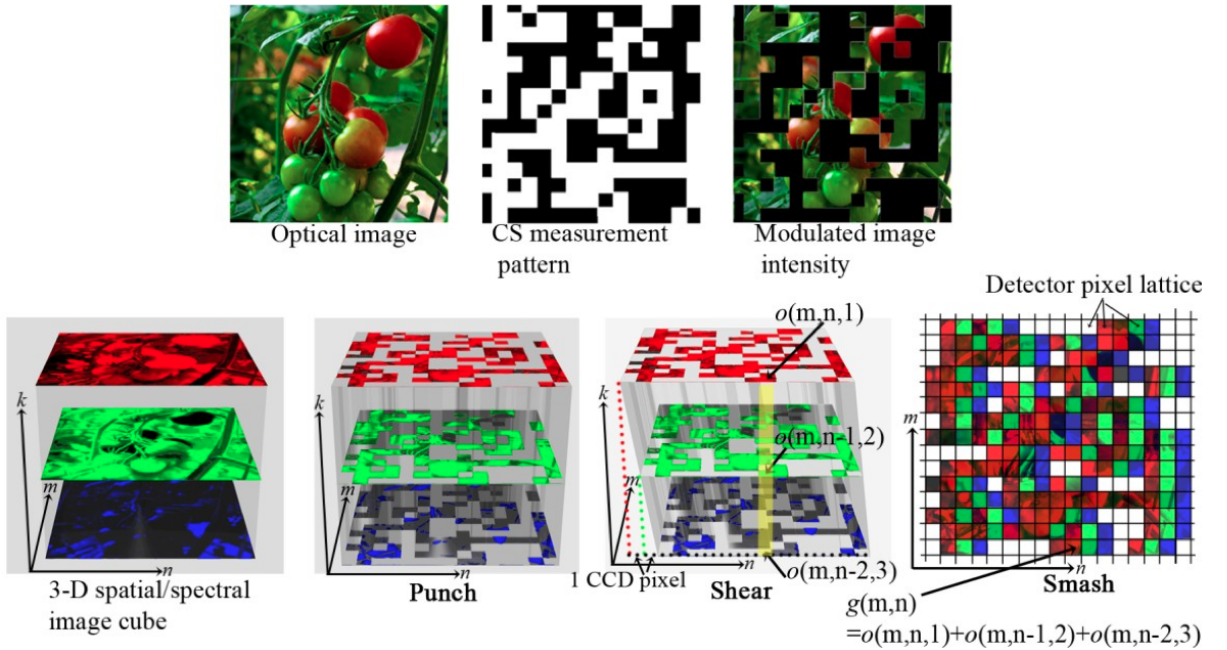 Optical image
CS measurement
pattern
Modulated image
intensity
Detector pixel lattice
k
m
n
3-D spatial/spectral
image cube
k
m
n
Punch
o(m,n,1)
k
o(m,n-1,2)
m
n
1 CCD pixel
o(m,n-2,3)
Shear
m
n
Smash
g(m,n)
=o(m,n,1)+o(m,n-1,2)+o(m,n-2,3)